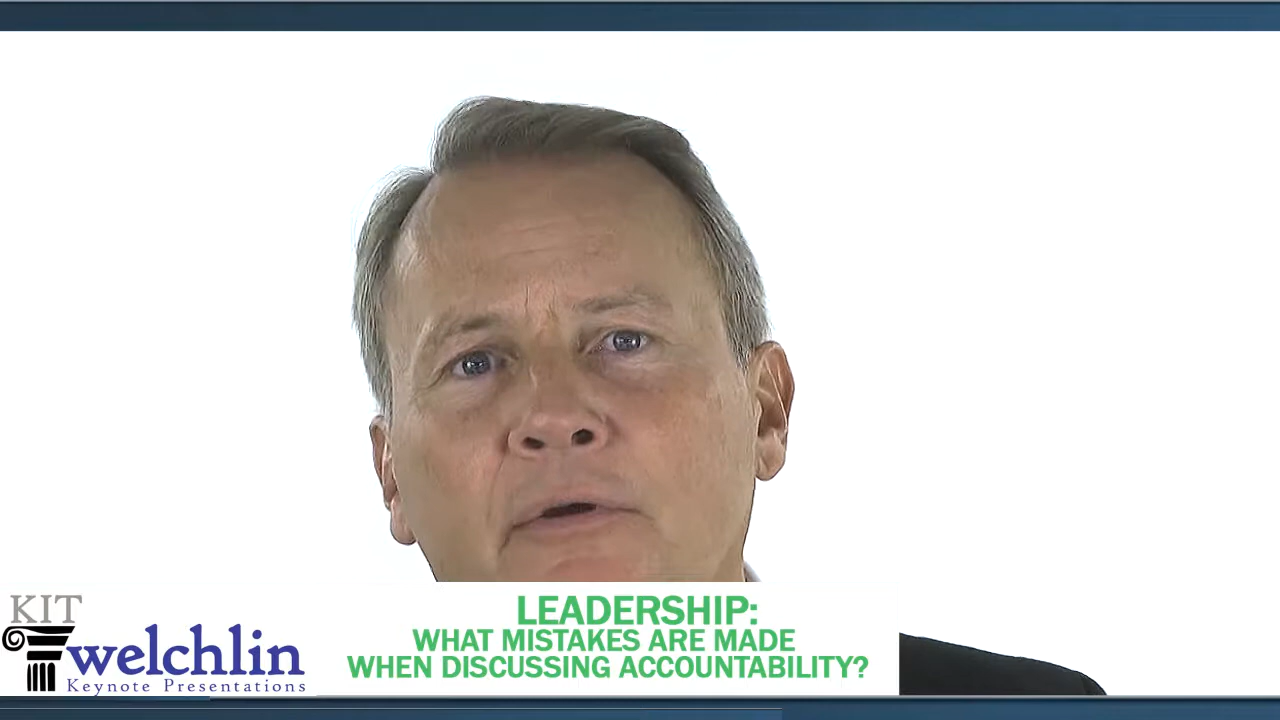 KIT
welchlin
Keynote Presentations
LEADERSHIP:
WHAT MISTAKES ARE MADE
WHEN DISCUSSING ACCOUNTABILITY?